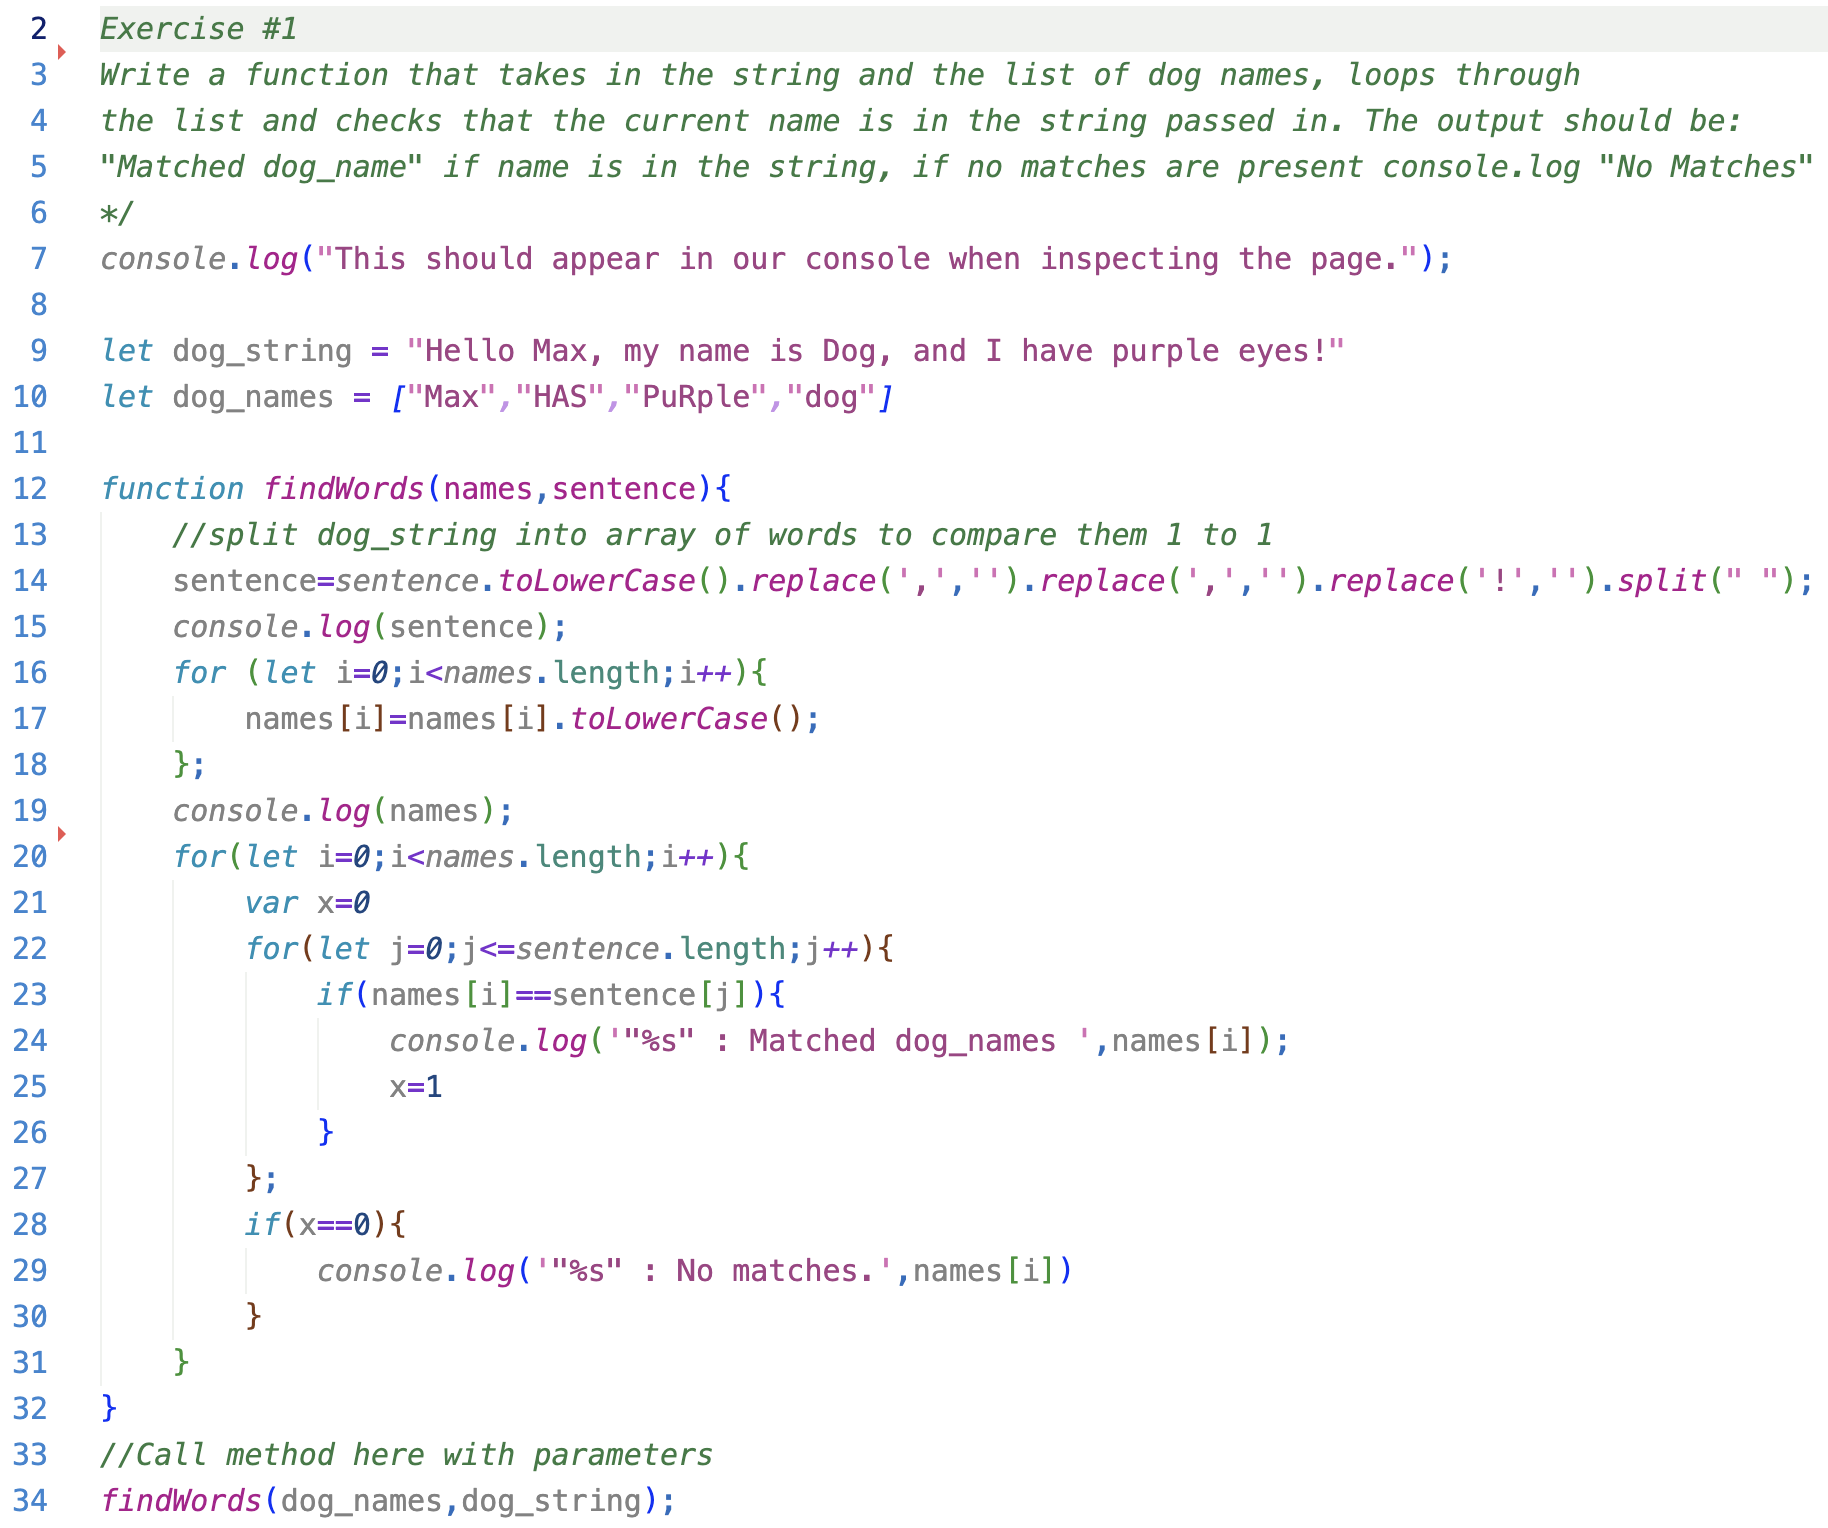 2 Exercise #1
3 Write a function that takes in the string and the list of dog names, loops through
4 the list and checks that the current name is in the string passed in. The output should be:
5 "Matched dog_name" if name is in the string, if no matches are present console.log "No Matches"
6 */
7 console.log("This should appear in our console when inspecting the page.");
8
9 let dog_string = "Hello Max, my name is Dog, and I have purple eyes!"
10 let dog_names = ["Max","HAS","PuRple","dog"]
11
12 function findWords(names,sentence){
13 //split dog_string into array of words to compare them 1 to 1
14 sentence=sentence.toLowerCase().replace(',','').replace(',','').replace('!','').split(" ");
15 console.log(sentence);
16 for (let i=0;i<names.length;i++){
17 names[i]=names[i].toLowerCase();
18 };
19 console.log(names);
20 for(let i=0;i<names.length;i++){
21 var x=0
22 for(let j=0;j<=sentence.length;j++){
23 if(names[i]==sentence[j]){
24 console.log('"%s" : Matched dog_names ',names[i]);
25 x=1
26 }
27 };
28 if(x==0){
29 console.log('"%s" : No matches.',names[i])
30 }
31 }
32 }
33 //Call method here with parameters
34 findWords(dog_names,dog_string);